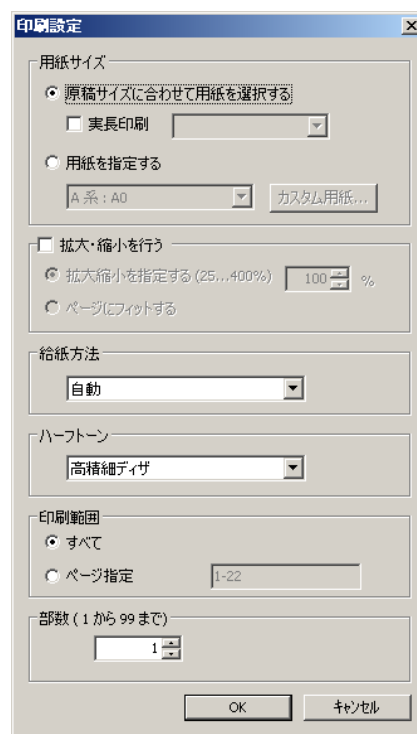 印刷設定
用紙サイズ
原稿サイズに合わせて用紙を選択する
実長印刷
用紙を指定する
A 系 : A0
カスタム用紙...
拡大・縮小を行う
拡大縮小を指定する (25...400%) 100 %
ページにフィットする
給紙方法
自動
ハーフトーン
高精細ディザ
印刷範囲
すべて
ページ指定 1-22
部数 ( 1 から 99 まで )
1
OK キャンセル